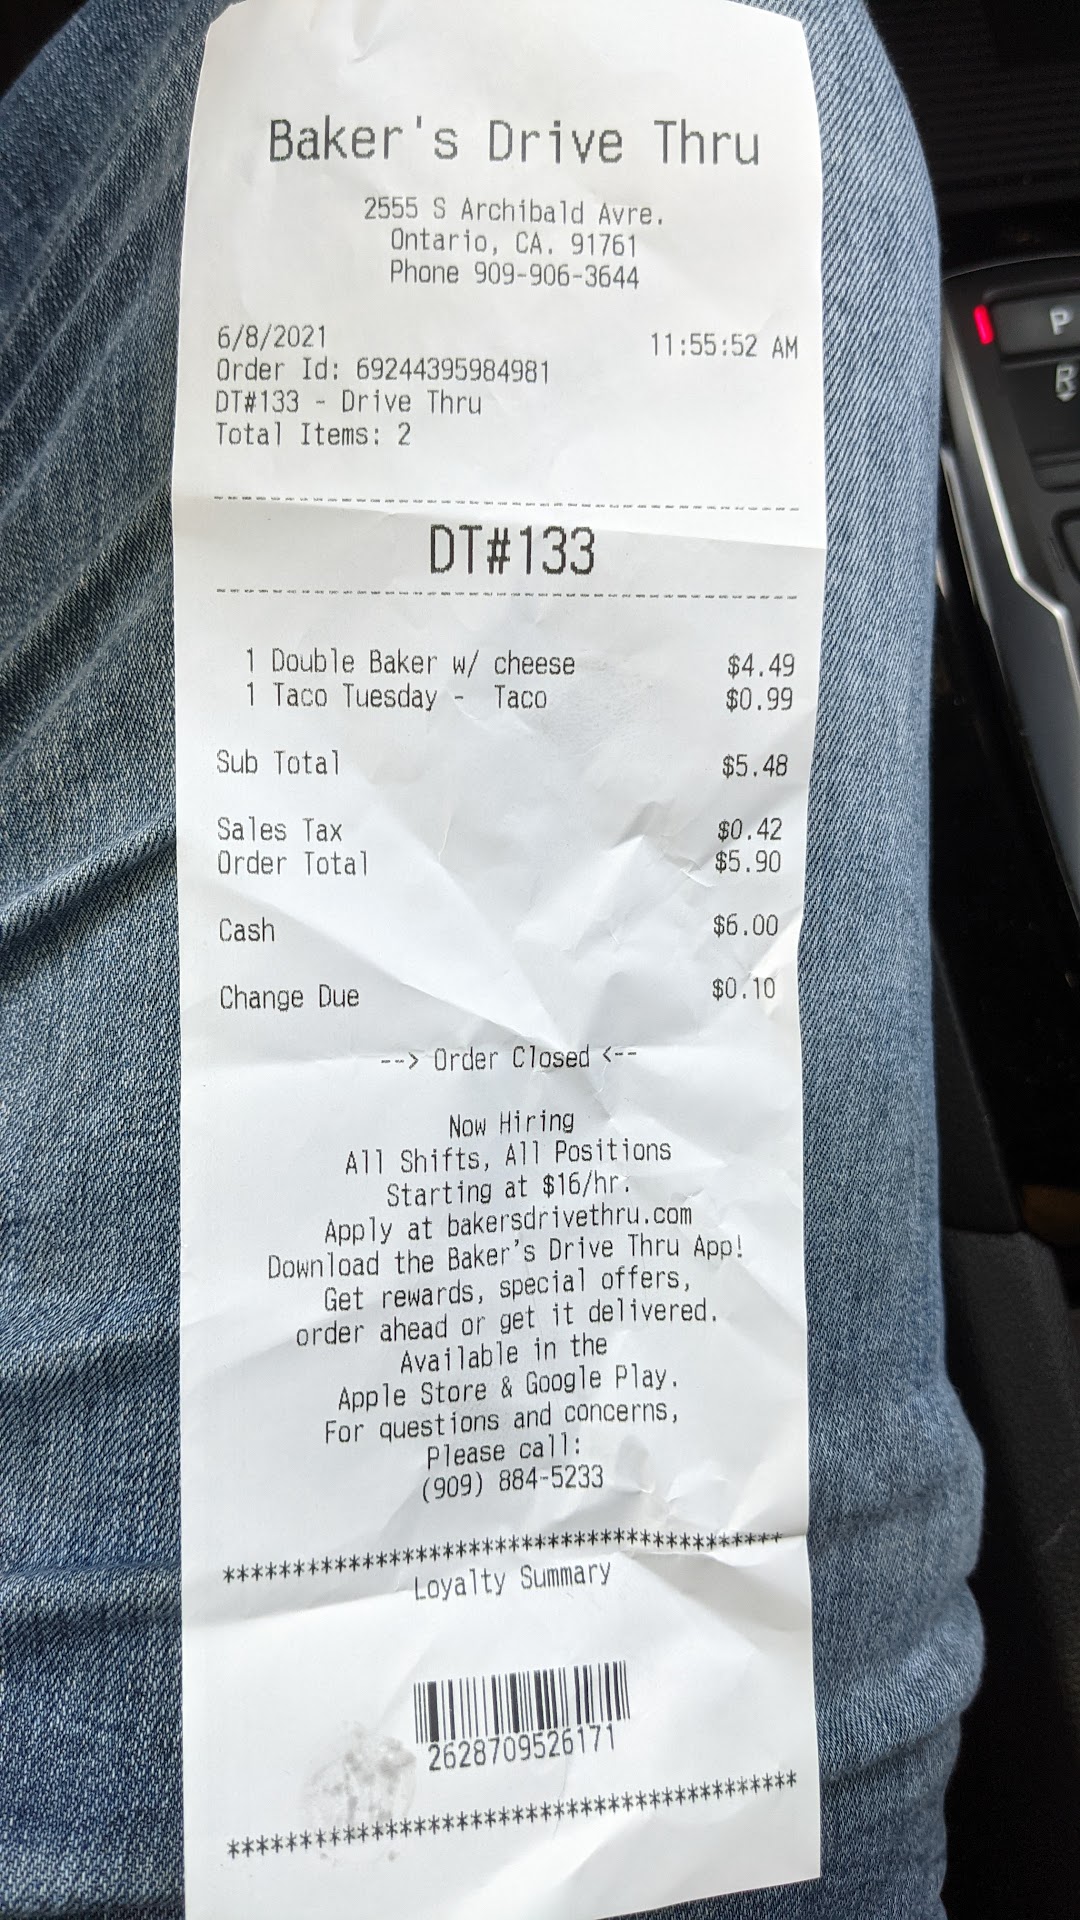 Baker's Drive Thru
2555 S Archibald Avre.
Ontario, CA. 91761
Phone 909-906-3644
6/8/2021 11:55:52 AM
Order Id: 69244395984981
DT#133 - Drive Thru
Total Items: 2
DT#133
1 Double Baker w/ cheese $4.49
1 Taco Tuesday - Taco $0.99
Sub Total $5.48
Sales Tax $0.42
Order Total $5.90
Cash $6.00
Change Due $0.10
--> Order Closed <--
Now Hiring
All Shifts, All Positions
Starting at $16/hr.
Apply at bakersdrivethru.com
Download the Baker's Drive Thru App!
Get rewards, special offers,
order ahead or get it delivered.
Available in the
Apple Store & Google Play.
For questions and concerns,
Please call:
(909) 884-5233
Loyalty Summary
2628709526171
P
R